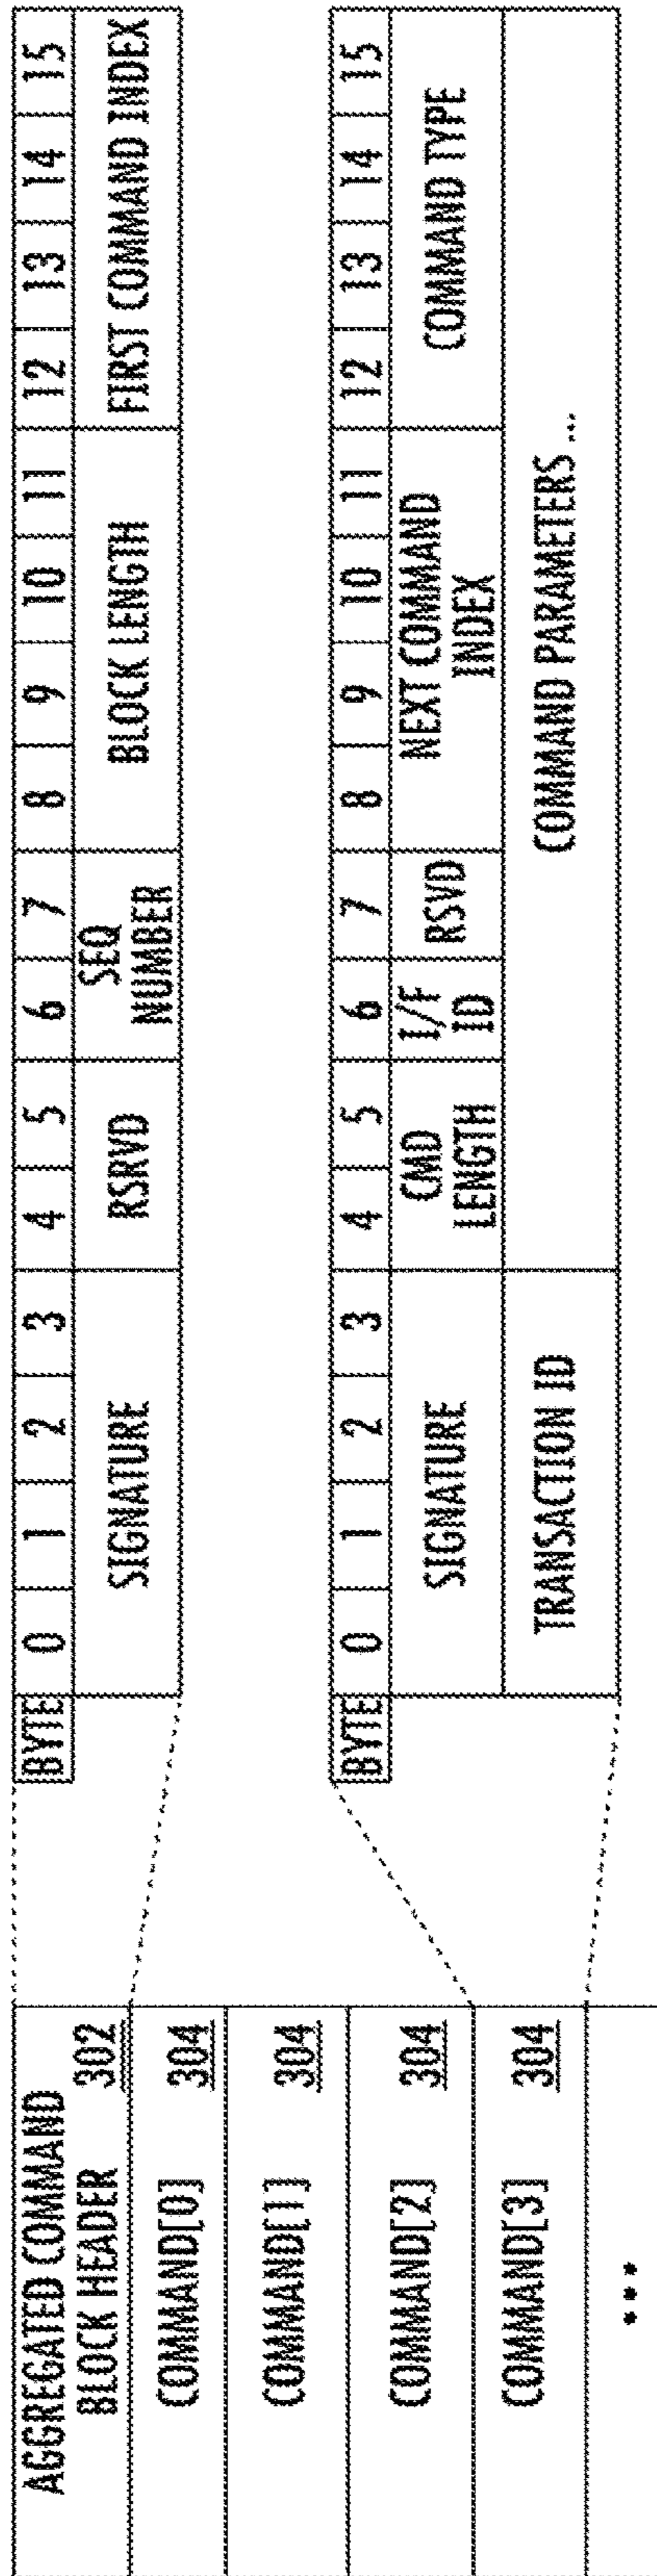 AGGREGATED COMMAND
BLOCK HEADER 302
COMMAND[0] 304
COMMAND[1] 304
COMMAND[2] 304
COMMAND[3] 304
•••
BYTE 0 1 2 3 4 5 6 7 8 9 10 11 12 13 14 15
SIGNATURE RSRVD SEQ NUMBER BLOCK LENGTH FIRST COMMAND INDEX
BYTE 0 1 2 3 4 5 6 7 8 9 10 11 12 13 14 15
SIGNATURE CMD LENGTH I/F ID RSVD NEXT COMMAND INDEX COMMAND TYPE
TRANSACTION ID COMMAND PARAMETERS...